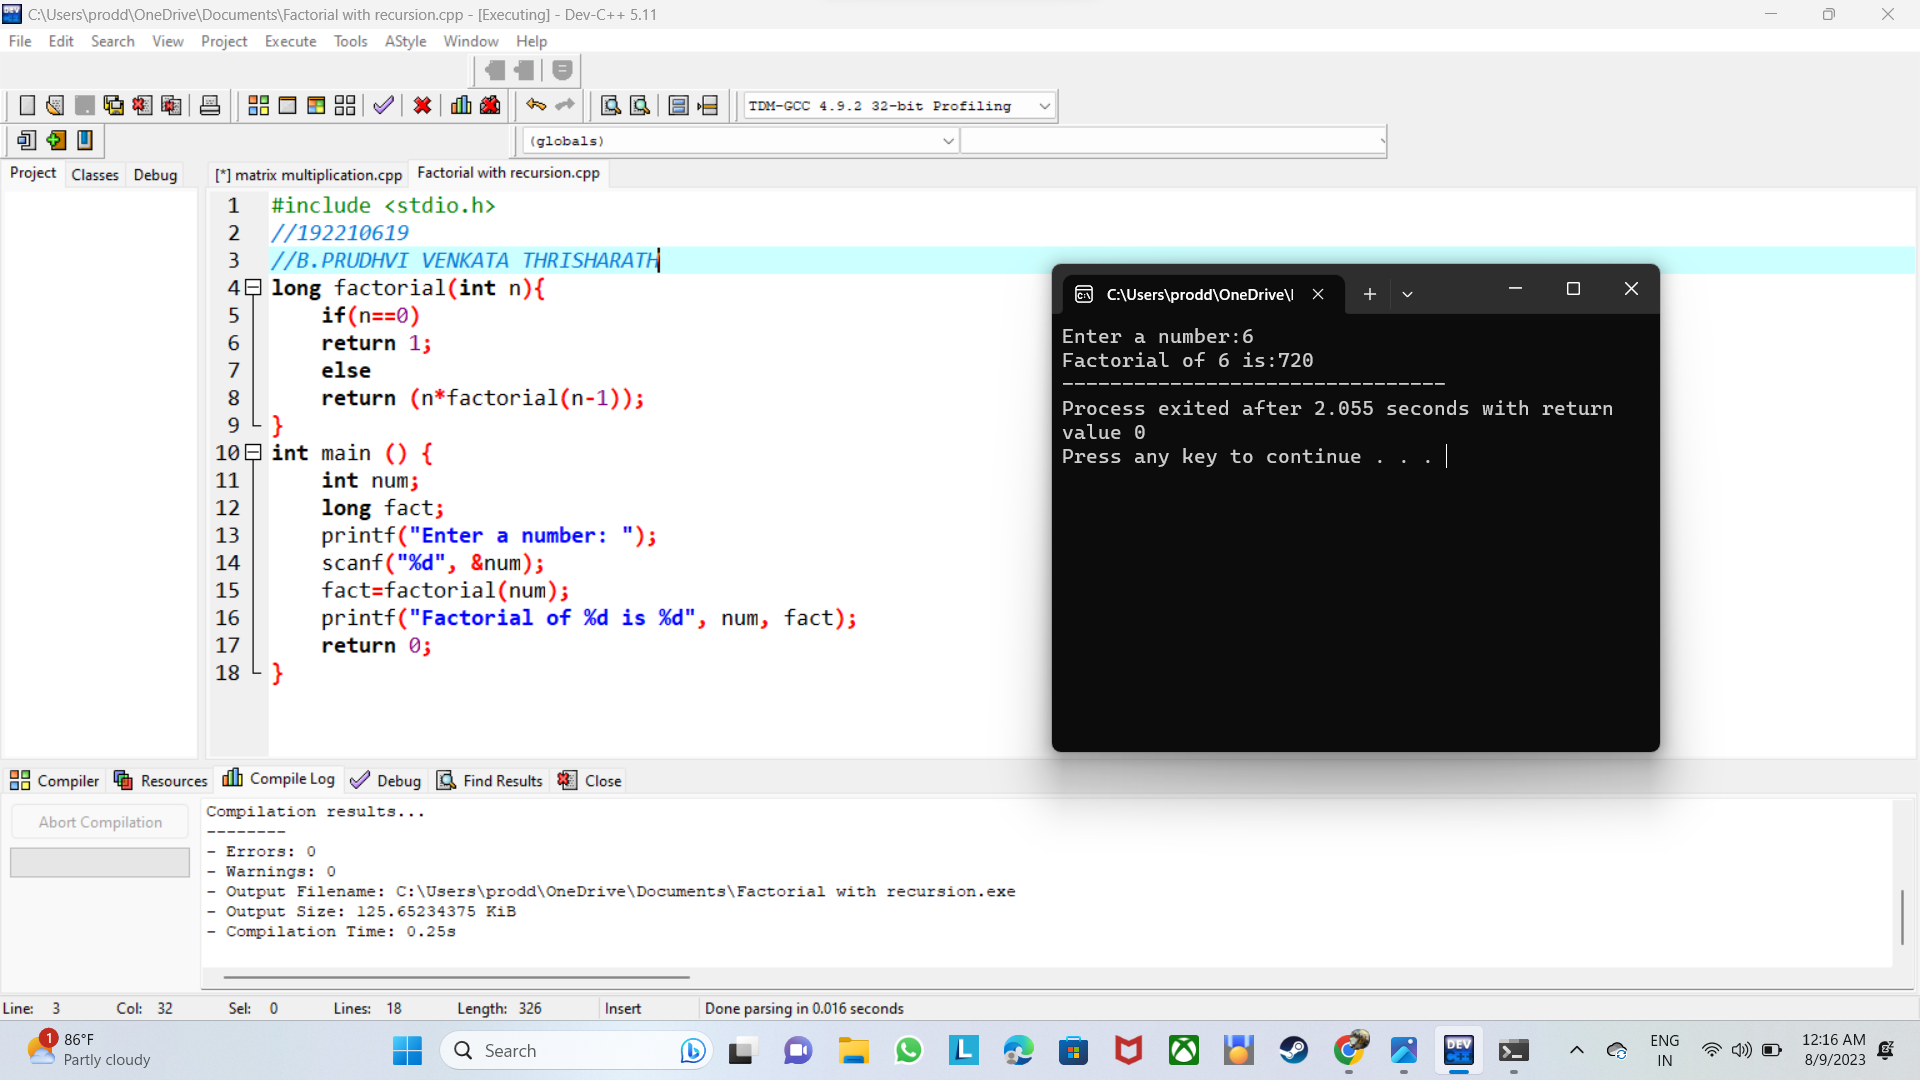 C:\Users\prodd\OneDrive\Documents\Factorial with recursion.cpp - [Executing] - Dev-C++ 5.11
File Edit Search View Project Execute Tools AStyle Window Help
TDM-GCC 4.9.2 32-bit Profiling
(globals)
Project Classes Debug
[*] matrix multiplication.cpp Factorial with recursion.cpp
1 #include <stdio.h>
2 //192210619
3 //B.PRUDHVI VENKATA THRISHARATH
4 long factorial(int n){
5 if(n==0)
6 return 1;
7 else
8 return (n*factorial(n-1));
9 }
10 int main () {
11 int num;
12 long fact;
13 printf("Enter a number: ");
14 scanf("%d", &num);
15 fact=factorial(num);
16 printf("Factorial of %d is %d", num, fact);
17 return 0;
18 }
C:\Users\prodd\OneDrive\
Enter a number:6
Factorial of 6 is:720
--------------------------------
Process exited after 2.055 seconds with return
value 0
Press any key to continue . . .
Compiler Resources Compile Log Debug Find Results Close
Abort Compilation
Compilation results...
--------
- Errors: 0
- Warnings: 0
- Output Filename: C:\Users\prodd\OneDrive\Documents\Factorial with recursion.exe
- Output Size: 125.65234375 KiB
- Compilation Time: 0.25s
Line: 3 Col: 32 Sel: 0 Lines: 18 Length: 326 Insert Done parsing in 0.016 seconds
1
86°F
Partly cloudy
Search
L
DEV
C++
ENG
IN
12:16 AM
8/9/2023